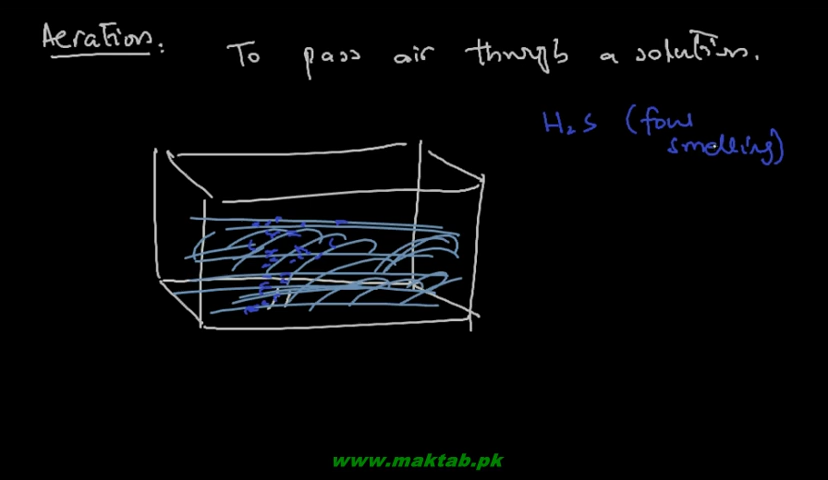 Aeration: To pass air through a solution.
H₂S (foul
smelling)
www.maktab.pk